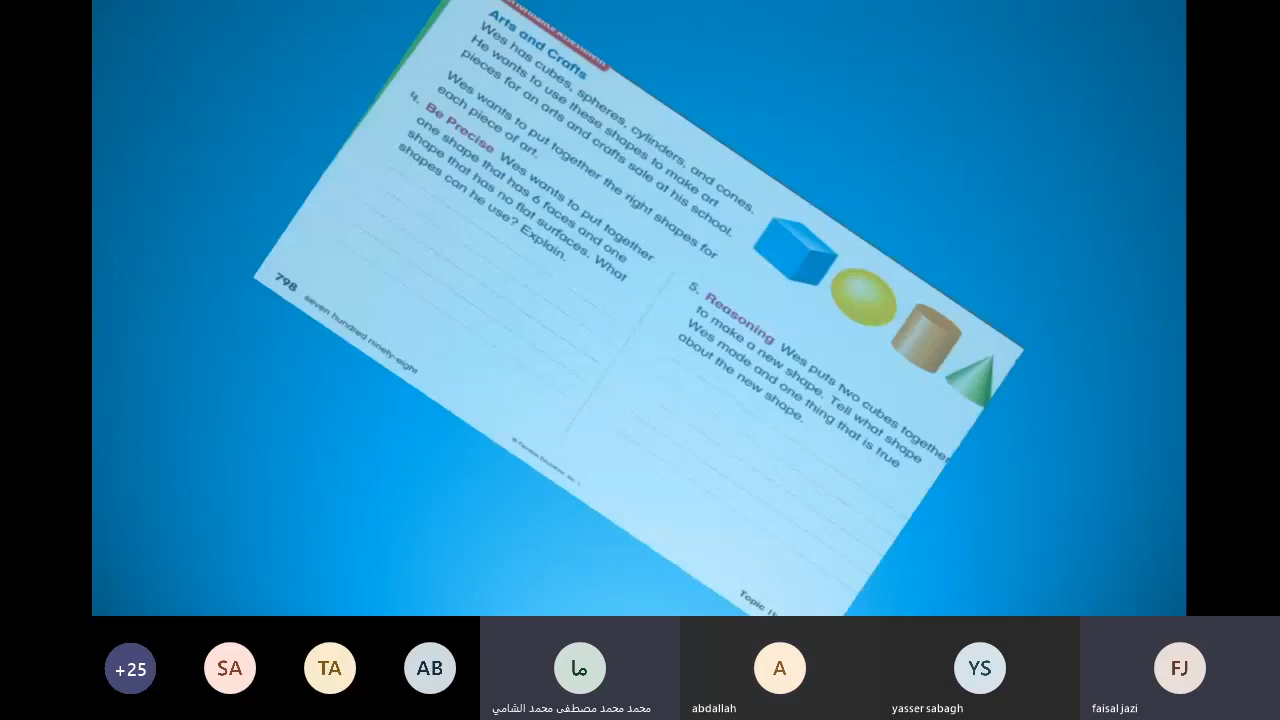 Performance Assessment
Arts and Crafts
Wes has cubes, spheres, cylinders, and cones.
He wants to use these shapes to make art
pieces for an arts and crafts sale at his school.
Wes wants to put together the right shapes for
each piece of art.
4. Be Precise Wes wants to put together
one shape that has 6 faces and one
shape that has no flat surfaces. What
shapes can he use? Explain.
5. Reasoning Wes puts two cubes together
to make a new shape. Tell what shape
Wes made and one thing that is true
about the new shape.
798 seven hundred ninety-eight
© Pearson Education, Inc. 1
Topic
+25
SA
TA
AB
ما
محمد محمد مصطفى محمد الشامي
A
abdallah
YS
yasser sabagh
FJ
faisal jazi